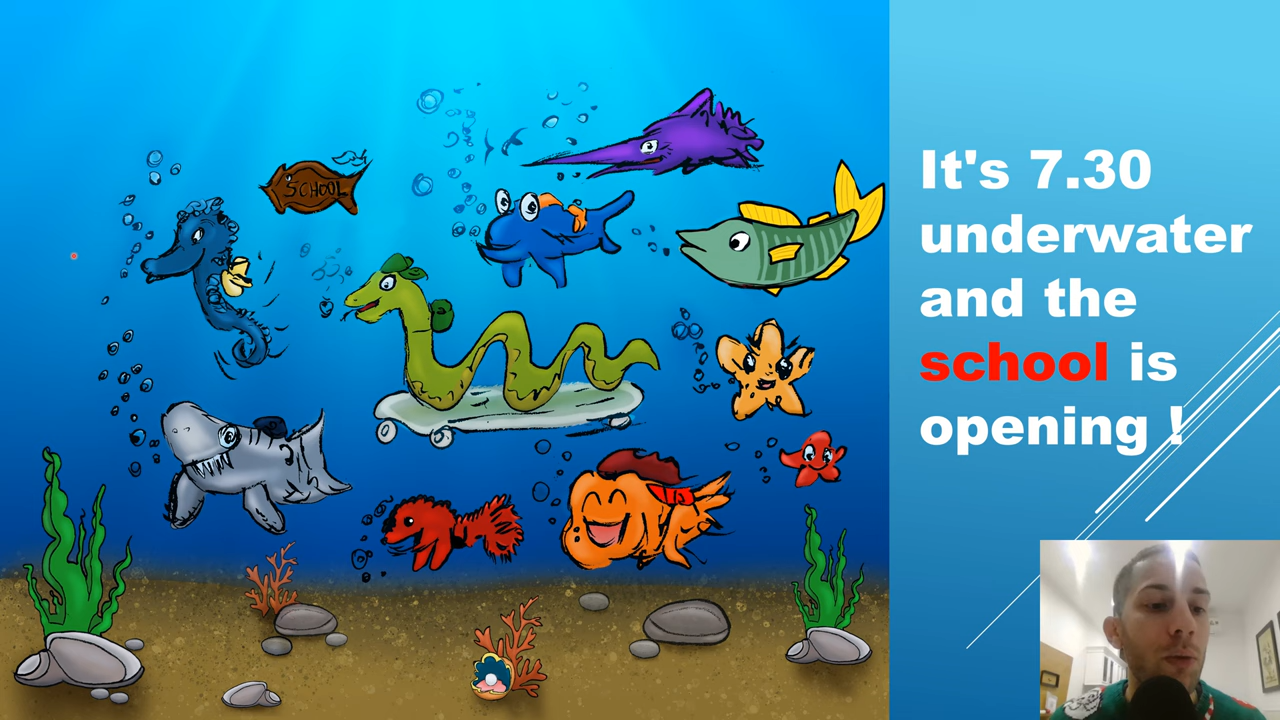 SCHOOL
It's 7.30
underwater
and the
school is
opening !